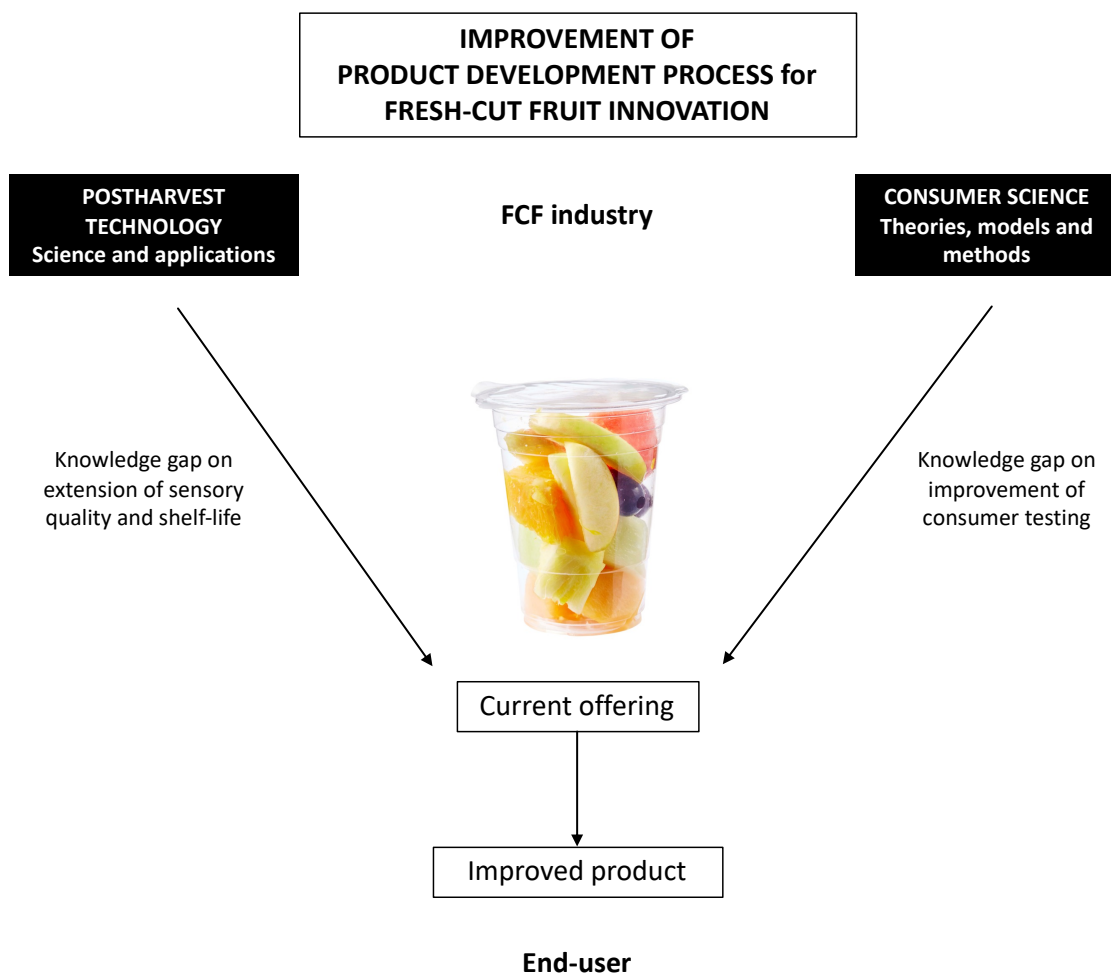 IMPROVEMENT OF
PRODUCT DEVELOPMENT PROCESS for
FRESH-CUT FRUIT INNOVATION
POSTHARVEST
TECHNOLOGY
Science and applications
FCF industry
CONSUMER SCIENCE
Theories, models and
methods
Knowledge gap on
extension of sensory
quality and shelf-life
Knowledge gap on
improvement of
consumer testing
Current offering
Improved product
End-user